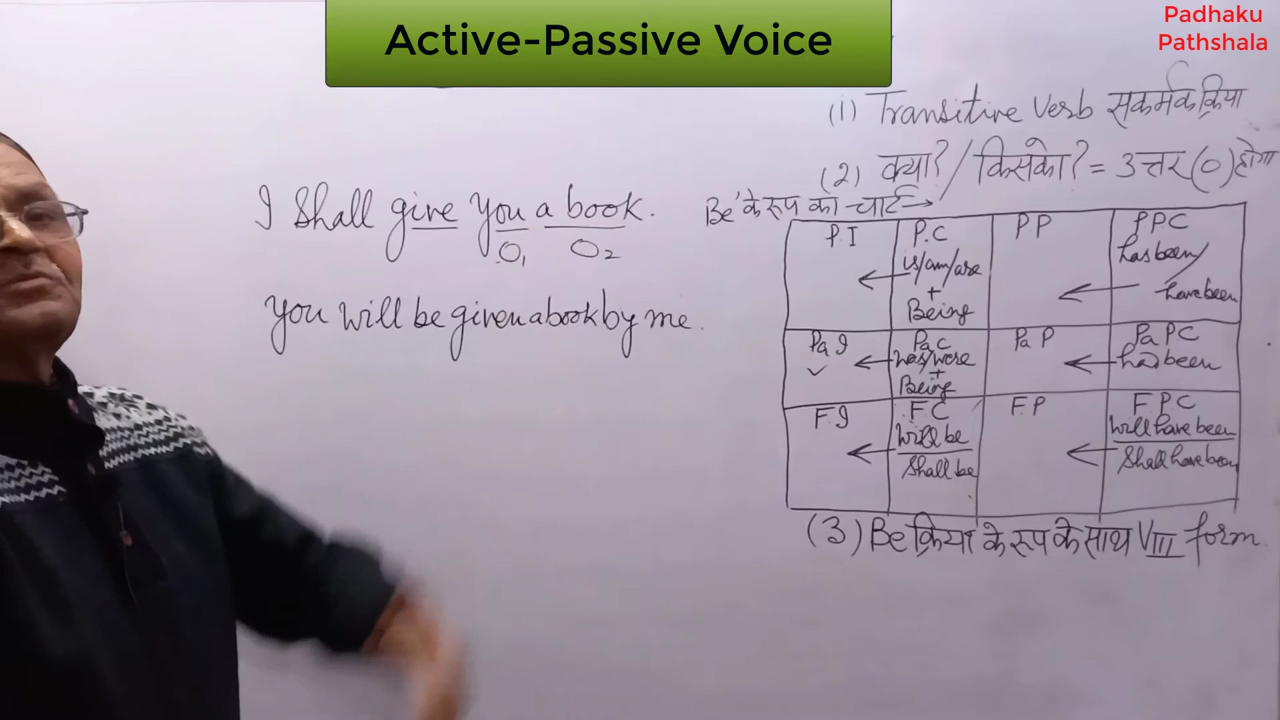 Active-Passive Voice
Padhaku
Pathshala
(1) Transitive Verb सकर्मक क्रिया
(2) क्या? / किसको? = उत्तर (O) होगा
I Shall give you a book.
O₁ O₂
You will be given a book by me.
Be' के रूप का चार्ट→
P.I P.C PP PPC
is/am/are + Being
has been/ have been
Pa I Pa C Pa P Pa PC
was/were + Being
had been
F.I F C F.P F P C
Will be
Shall be
Will have been
Shall have been
(3) Be क्रिया के रूप के साथ VIII form